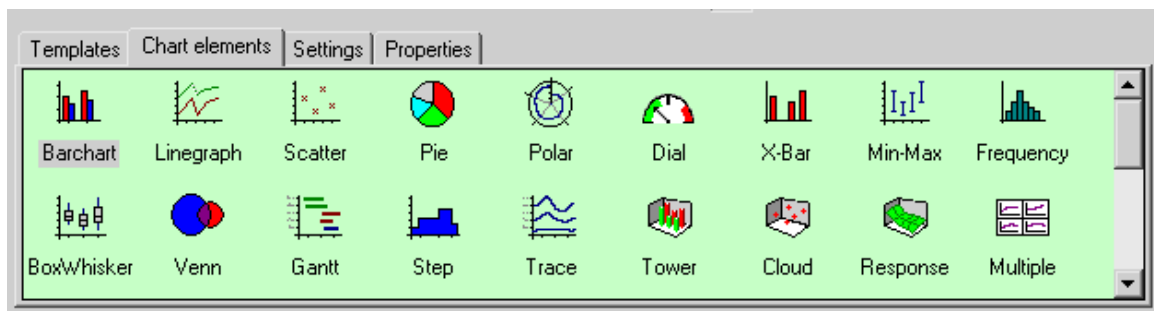 Templates Chart elements Settings Properties
Barchart Linegraph Scatter Pie Polar Dial X-Bar Min-Max Frequency
BoxWhisker Venn Gantt Step Trace Tower Cloud Response Multiple